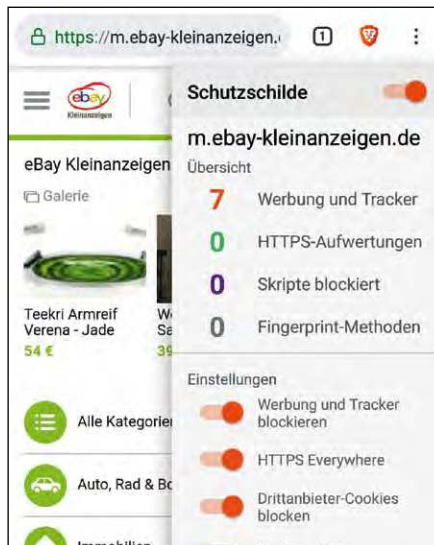 https://m.ebay-kleinanzeigen.
1
ebay
Kleinanzeigen
eBay Kleinanzeigen
Galerie
Teekri Armreif
Verena - Jade
54 €
Alle Kategorien
Auto, Rad & Bo
Immobilien
Schutzschilde
m.ebay-kleinanzeigen.de
Übersicht
7 Werbung und Tracker
0 HTTPS-Aufwertungen
0 Skripte blockiert
0 Fingerprint-Methoden
Einstellungen
Werbung und Tracker
blockieren
HTTPS Everywhere
Drittanbieter-Cookies
blocken